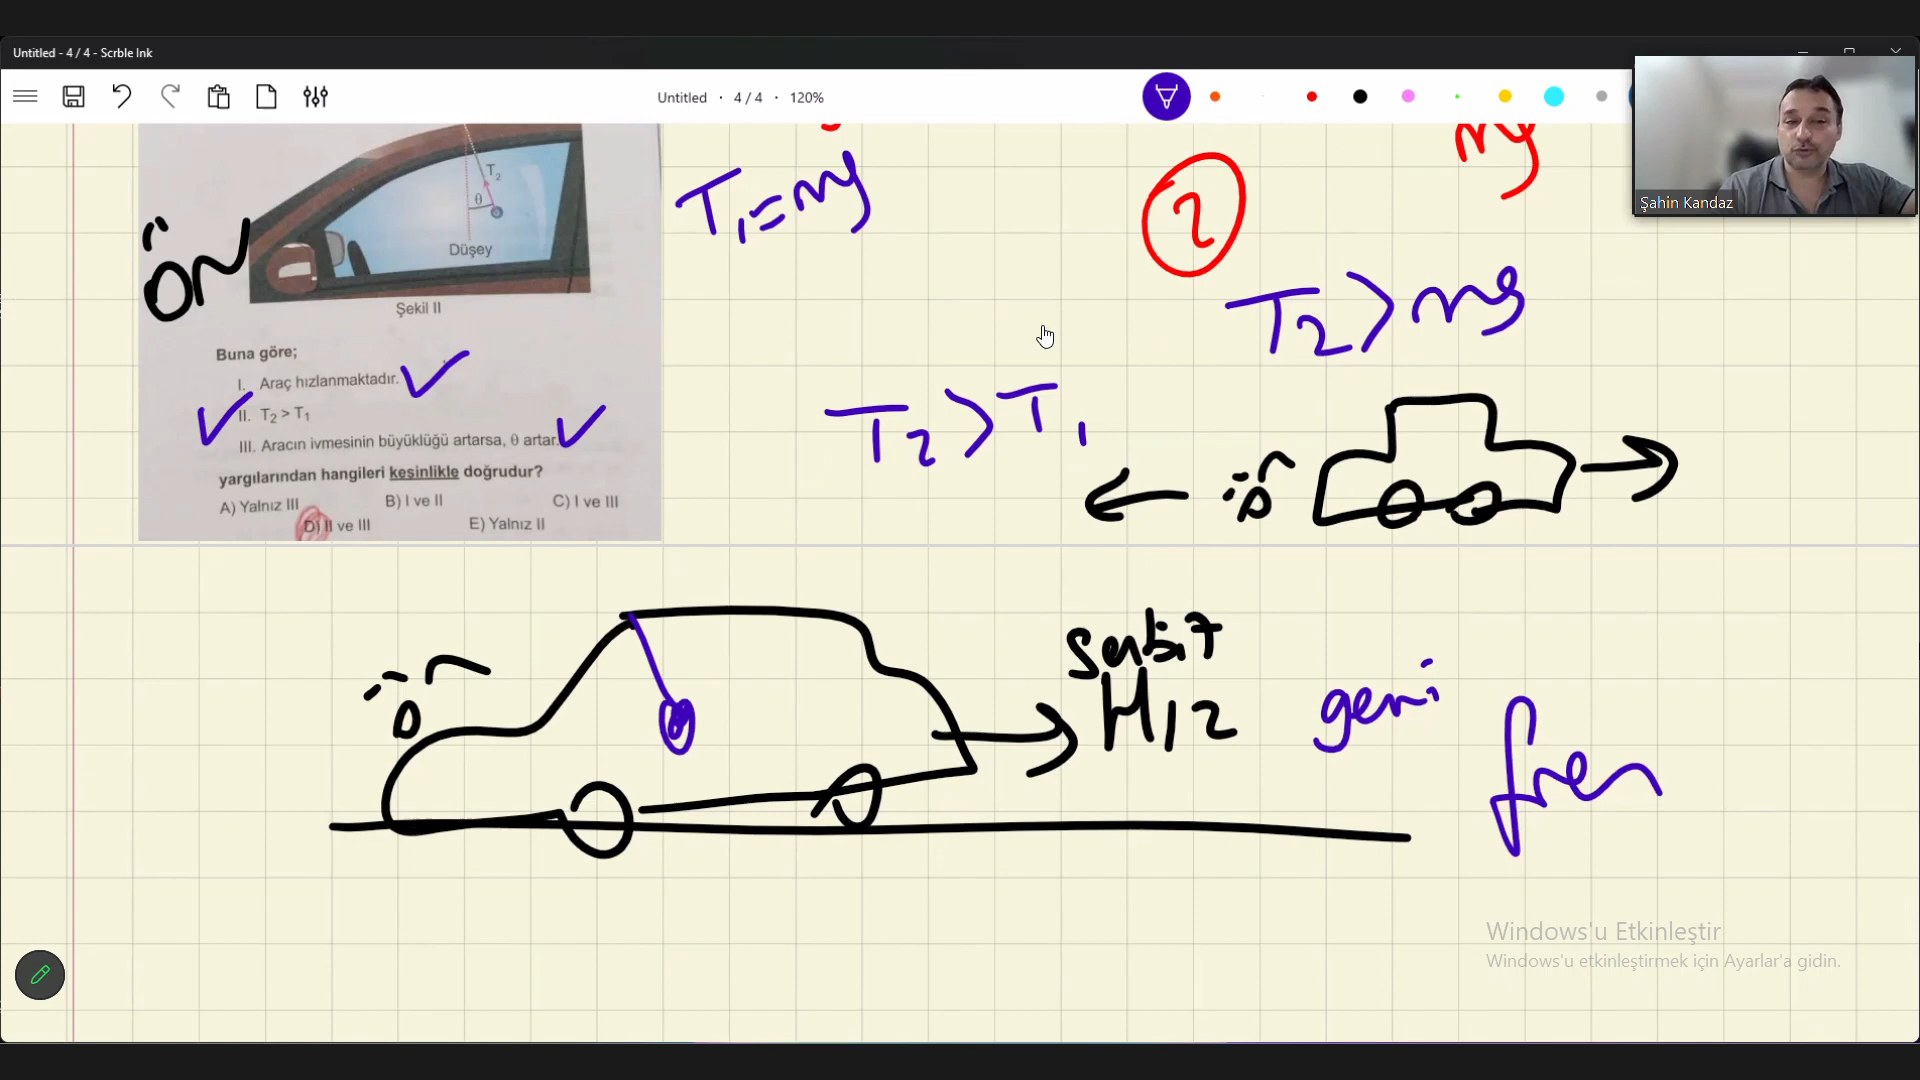 Untitled - 4 / 4 - Scrble Ink
Untitled · 4 / 4 · 120%
Şahin Kandaz
T₂
θ
Düşey
Şekil II
ÖN
Buna göre;
I. Araç hızlanmaktadır.
II. T₂ > T₁
III. Aracın ivmesinin büyüklüğü artarsa, θ artar.
yargılarından hangileri kesinlikle doğrudur?
A) Yalnız III B) I ve II C) I ve III
D) II ve III E) Yalnız II
T₁ = mg
mg
2
T₂ > mg
T₂ > T₁
ÖN
ÖN
Sabit
Hız
geri
fren
Windows'u Etkinleştir
Windows'u etkinleştirmek için Ayarlar'a gidin.